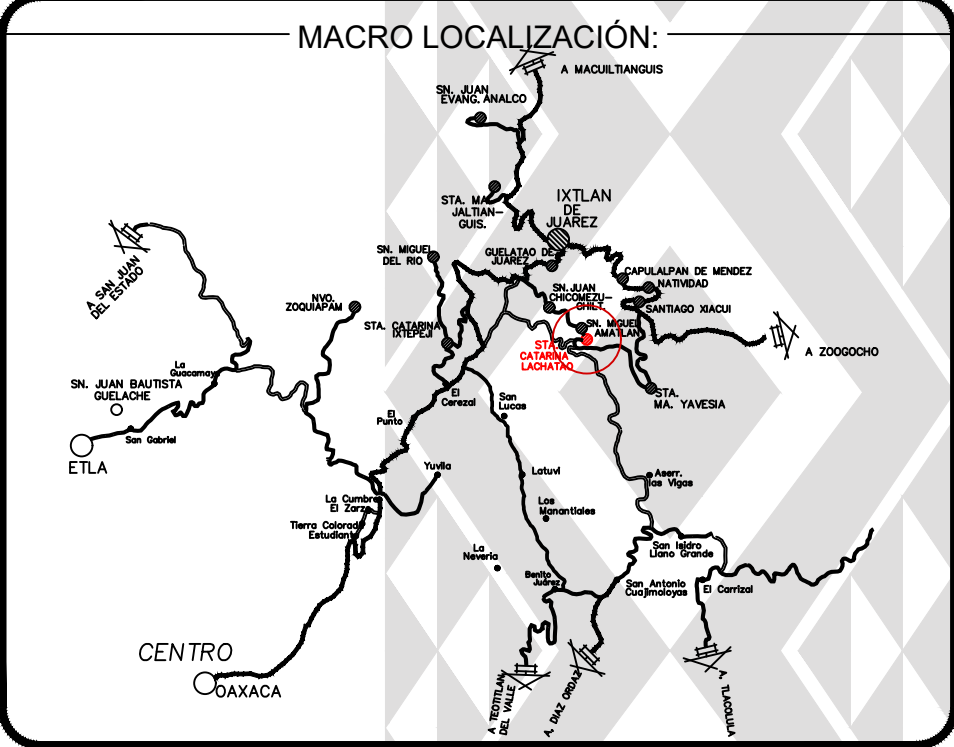 MACRO LOCALIZACIÓN:
A MACUILTIANGUIS
SN. JUAN
EVANG. ANALCO
STA. MA.
JALTIAN-
GUIS.
IXTLAN
DE
JUAREZ
SN. MIGUEL
DEL RIO
GUELATAO DE
JUAREZ
CAPULALPAN DE MENDEZ
NATIVIDAD
SANTIAGO XIACUI
A SAN JUAN
DEL ESTADO
NVO.
ZOQUIAPAM
SN.JUAN
CHICOMEZU-
CHILT.
STA. CATARINA
IXTEPEJI
SN. MIGUEL
AMATLAN
STA.
CATARINA
LACHATAO
A ZOOGOCHO
La
Guacamaya
SN. JUAN BAUTISTA
GUELACHE
STA.
MA. YAVESIA
El
Cerezal
San
Lucas
El
Punto
San Gabriel
ETLA
Yuvila
Latuvi
Aserr.
las Vigas
La Cumbre
El Zarzo
Los
Manantiales
Tierra Colorada
Estudiante
La
Neveria
San Isidro
Llano Grande
Benito
Juárez
San Antonio
Cuajimoloyas
El Carrizal
CENTRO
OAXACA
A TEOTITLAN
DEL VALLE
A, DIAZ ORDAZ
A, TLACOLULA